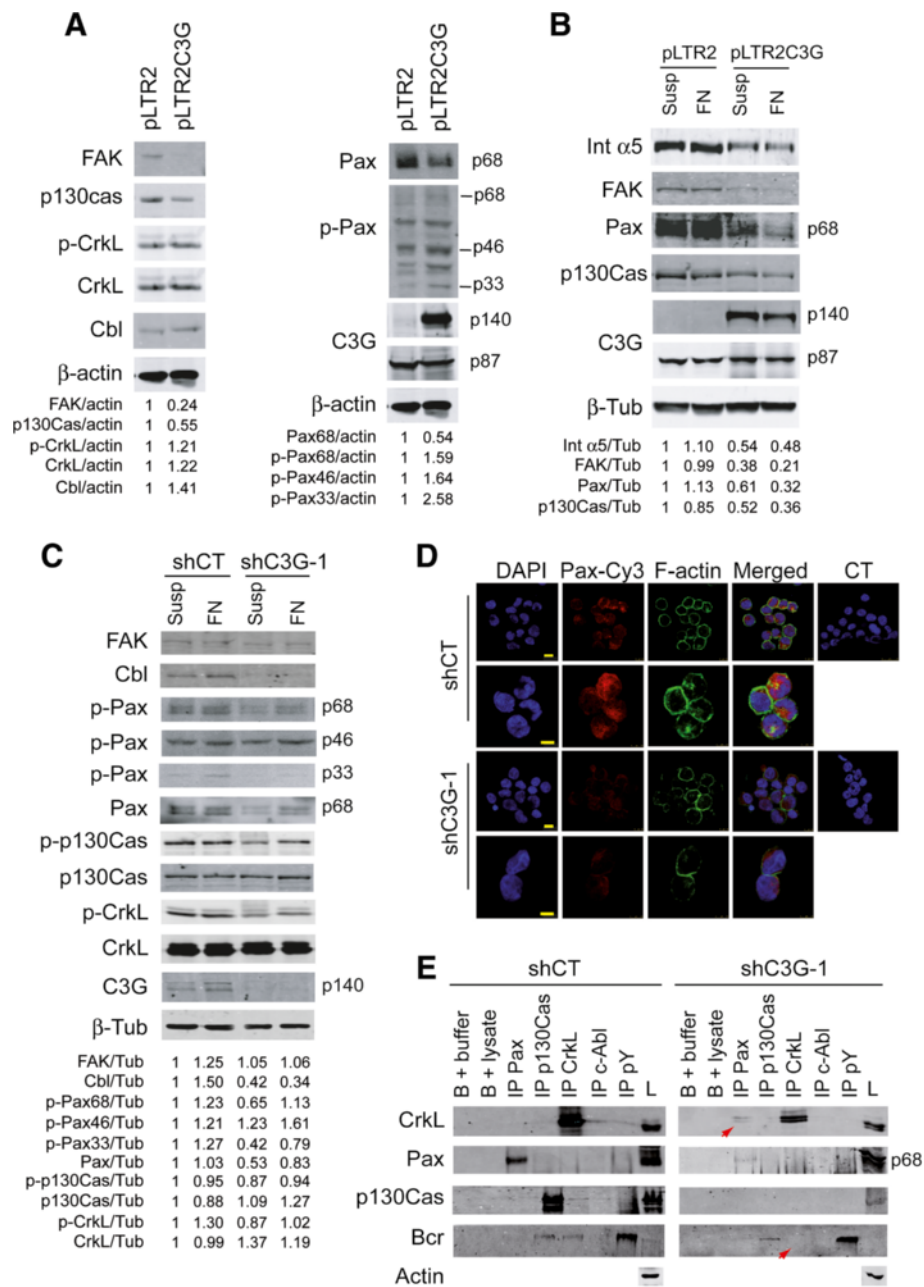 A
pLTR2
pLTR2C3G
FAK
p130cas
p-CrkL
CrkL
Cbl
β-actin
FAK/actin 1 0.24
p130Cas/actin 1 0.55
p-CrkL/actin 1 1.21
CrkL/actin 1 1.22
Cbl/actin 1 1.41
pLTR2
pLTR2C3G
Pax p68
p-Pax
p68
p46
p33
C3G
p140
p87
β-actin
Pax68/actin 1 0.54
p-Pax68/actin 1 1.59
p-Pax46/actin 1 1.64
p-Pax33/actin 1 2.58
B
pLTR2 pLTR2C3G
Susp FN Susp FN
Int α5
FAK
Pax p68
p130Cas
C3G
p140
p87
β-Tub
Int α5/Tub 1 1.10 0.54 0.48
FAK/Tub 1 0.99 0.38 0.21
Pax/Tub 1 1.13 0.61 0.32
p130Cas/Tub 1 0.85 0.52 0.36
C
shCT shC3G-1
Susp FN Susp FN
FAK
Cbl
p-Pax p68
p-Pax p46
p-Pax p33
Pax p68
p-p130Cas
p130Cas
p-CrkL
CrkL
C3G p140
β-Tub
FAK/Tub 1 1.25 1.05 1.06
Cbl/Tub 1 1.50 0.42 0.34
p-Pax68/Tub 1 1.23 0.65 1.13
p-Pax46/Tub 1 1.21 1.23 1.61
p-Pax33/Tub 1 1.27 0.42 0.79
Pax/Tub 1 1.03 0.53 0.83
p-p130Cas/Tub 1 0.95 0.87 0.94
p130Cas/Tub 1 0.88 1.09 1.27
p-CrkL/Tub 1 1.30 0.87 1.02
CrkL/Tub 1 0.99 1.37 1.19
D
DAPI Pax-Cy3 F-actin Merged CT
shCT
shC3G-1
E
shCT shC3G-1
B + buffer B + lysate IP Pax IP p130Cas IP CrkL IP c-Abl IP pY L B + buffer B + lysate IP Pax IP p130Cas IP CrkL IP c-Abl IP pY L
CrkL
Pax p68
p130Cas
Bcr
Actin